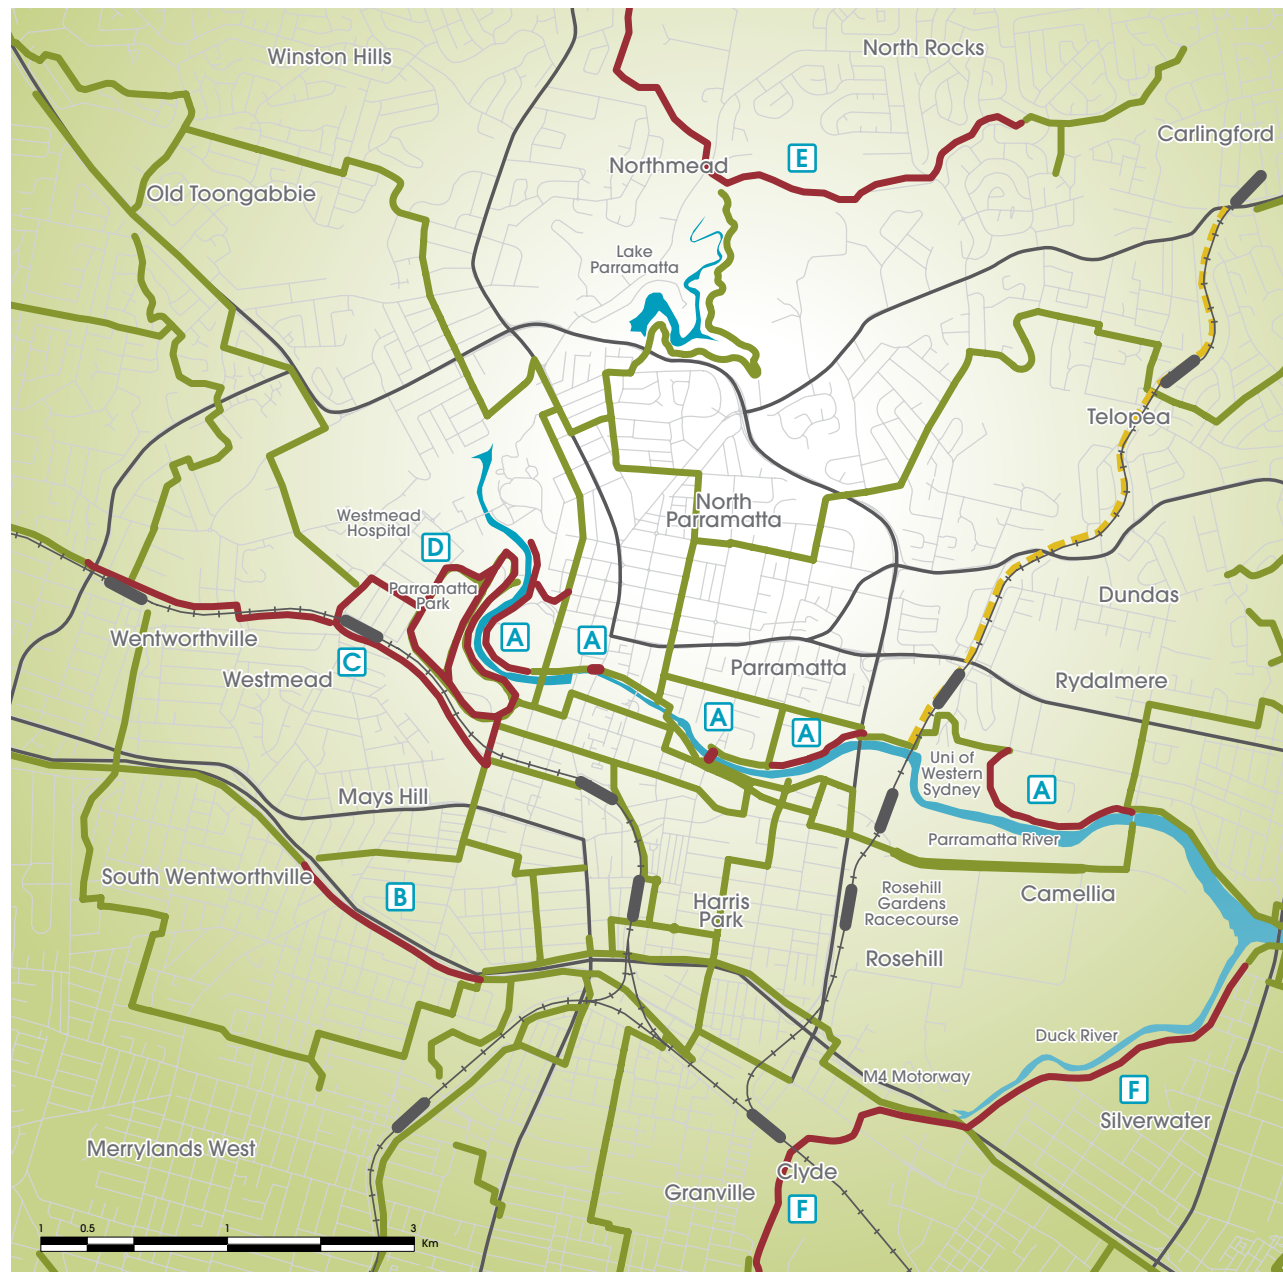 North Rocks
Winston Hills
Carlingford
E
Northmead
Old Toongabbie
Lake
Parramatta
Telopea
North
Parramatta
Westmead
Hospital
D
Parramatta
Park
Dundas
Wentworthville
A
A
C
Westmead
Parramatta
Rydalmere
A
A
Uni of
Western
Sydney
A
Mays Hill
Parramatta River
South Wentworthville
B
Harris
Park
Rosehill
Gardens
Racecourse
Camellia
Rosehill
Duck River
M4 Motorway
F
Silverwater
Merrylands West
Clyde
Granville
F
1 0.5 1 3
Km